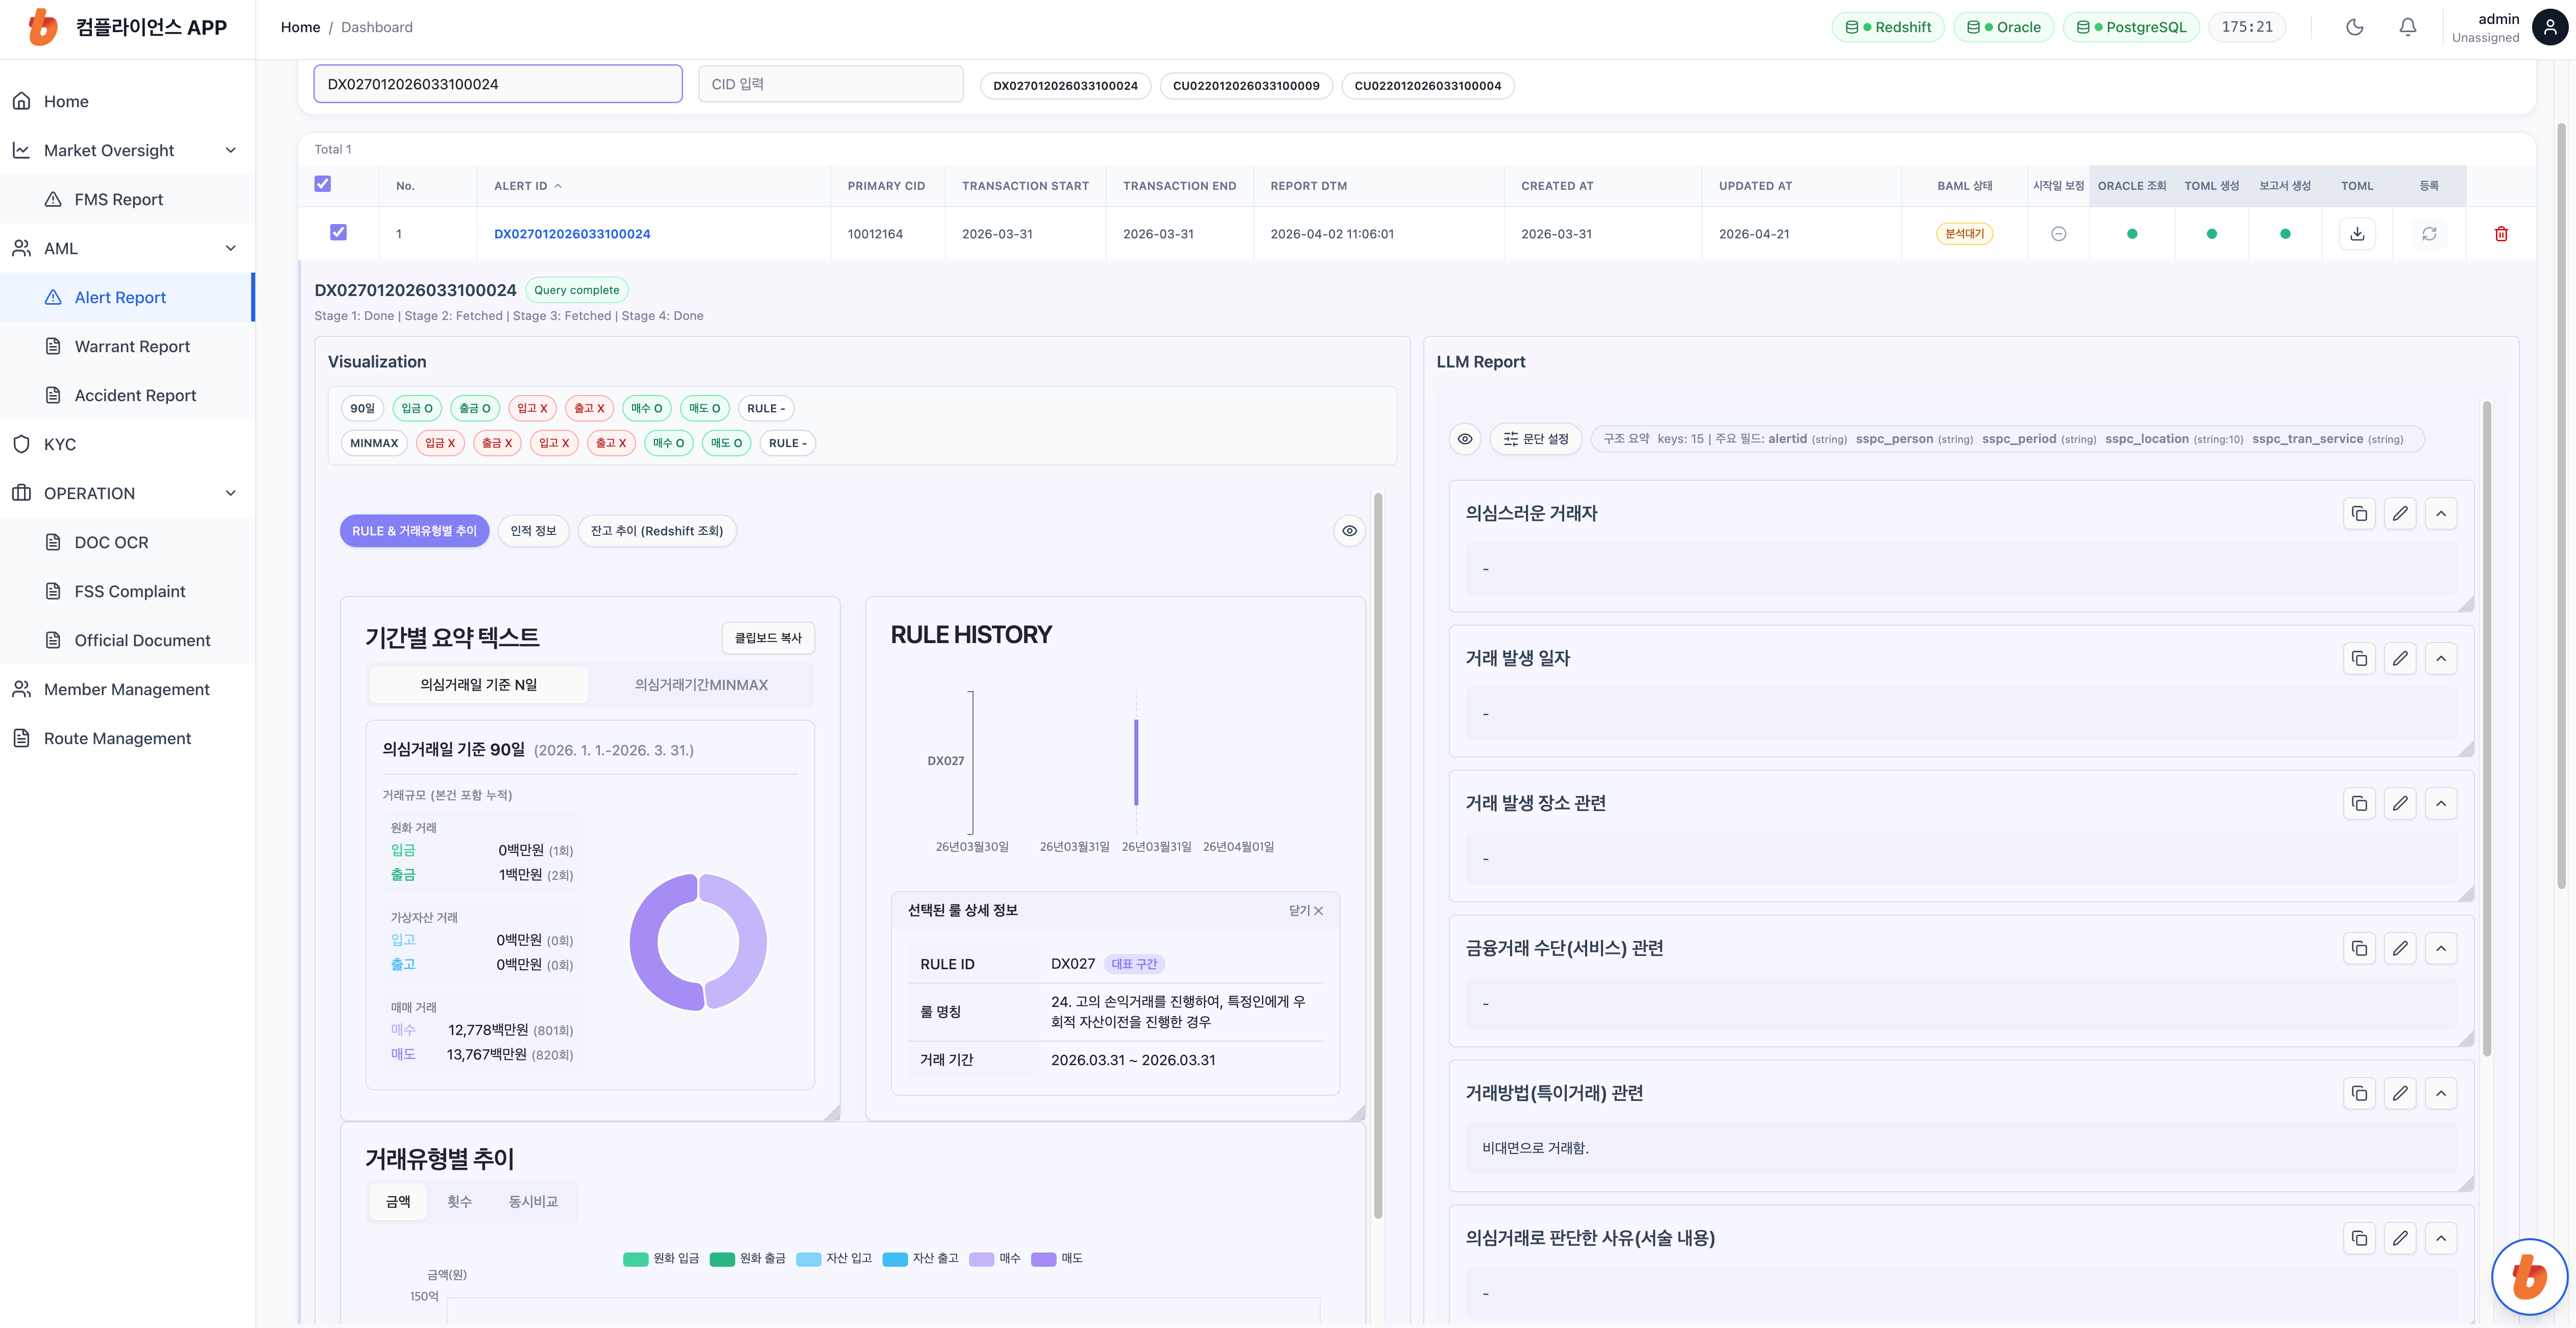 컴플라이언스 APP
Home / Dashboard
Redshift
Oracle
PostgreSQL
175:21
admin
Unassigned
Home
Market Oversight
FMS Report
AML
Alert Report
Warrant Report
Accident Report
KYC
OPERATION
DOC OCR
FSS Complaint
Official Document
Member Management
Route Management
DX027012026033100024
CID 입력
DX027012026033100024
CU022012026033100009
CU022012026033100004
Total 1
No. ALERT ID PRIMARY CID TRANSACTION START TRANSACTION END REPORT DTM CREATED AT UPDATED AT BAML 상태 시작일 보정 ORACLE 조회 TOML 생성 보고서 생성 TOML 등록
1 DX027012026033100024 10012164 2026-03-31 2026-03-31 2026-04-02 11:06:01 2026-03-31 2026-04-21 분석대기
DX027012026033100024 Query complete
Stage 1: Done | Stage 2: Fetched | Stage 3: Fetched | Stage 4: Done
Visualization
90일 입금 O 출금 O 입고 X 출고 X 매수 O 매도 O RULE -
MINMAX 입금 X 출금 X 입고 X 출고 X 매수 O 매도 O RULE -
RULE & 거래유형별 추이
인적 정보
잔고 추이 (Redshift 조회)
기간별 요약 텍스트
클립보드 복사
의심거래일 기준 N일
의심거래기간MINMAX
의심거래일 기준 90일 (2026. 1. 1.-2026. 3. 31.)
거래규모 (본건 포함 누적)
원화 거래
입금 0백만원 (1회)
출금 1백만원 (2회)
가상자산 거래
입고 0백만원 (0회)
출고 0백만원 (0회)
매매 거래
매수 12,778백만원 (801회)
매도 13,767백만원 (820회)
RULE HISTORY
DX027
26년03월30일 26년03월31일 26년03월31일 26년04월01일
선택된 룰 상세 정보
닫기 ×
RULE ID DX027 대표 구간
룰 명칭 24. 고의 손익거래를 진행하여, 특정인에게 우
회적 자산이전을 진행한 경우
거래 기간 2026.03.31 ~ 2026.03.31
거래유형별 추이
금액 횟수 동시비교
원화 입금 원화 출금 자산 입고 자산 출고 매수 매도
금액(원)
150억
LLM Report
문단 설정
구조 요약 keys: 15 | 주요 필드: alertid (string) sspc_person (string) sspc_period (string) sspc_location (string:10) sspc_tran_service (string)
의심스러운 거래자
-
거래 발생 일자
-
거래 발생 장소 관련
-
금융거래 수단(서비스) 관련
-
거래방법(특이거래) 관련
비대면으로 거래함.
의심거래로 판단한 사유(서술 내용)
-